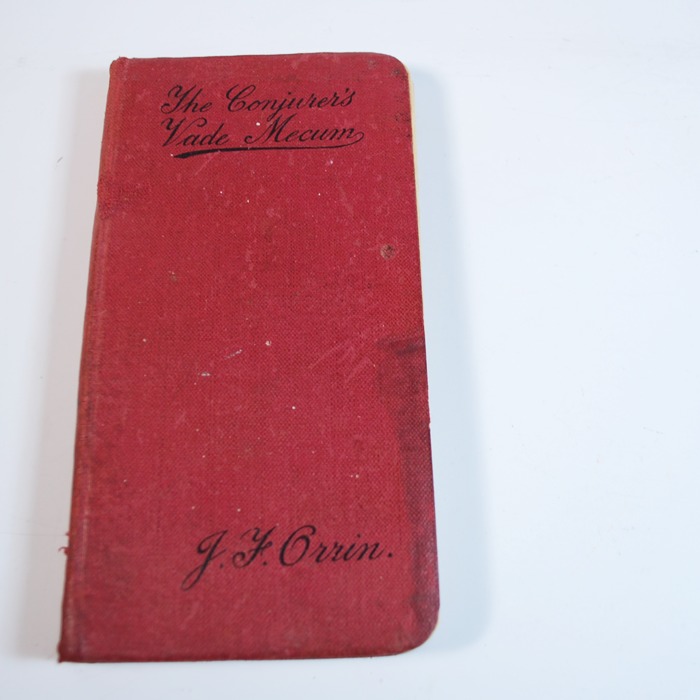 The Conjurer's
Vade Mecum
J. F. Orrin.